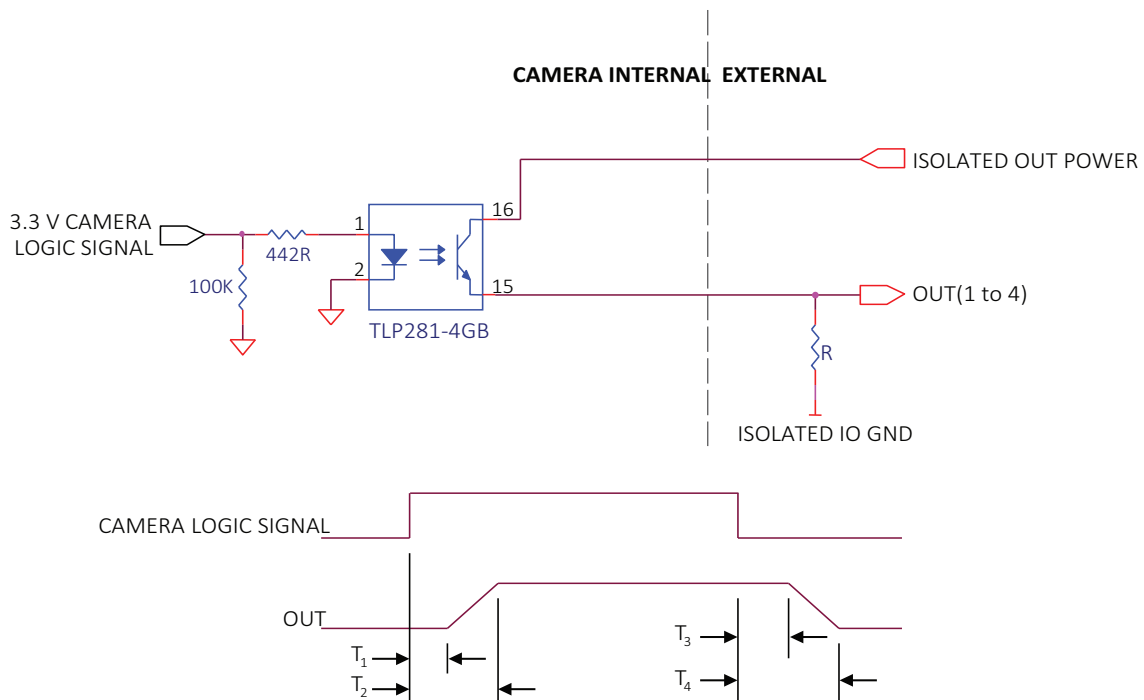 CAMERA INTERNAL EXTERNAL
ISOLATED OUT POWER
3.3 V CAMERA
LOGIC SIGNAL
442R
100K
1
2
16
15
TLP281-4GB
OUT(1 to 4)
R
ISOLATED IO GND
CAMERA LOGIC SIGNAL
OUT
T1
T2
T3
T4